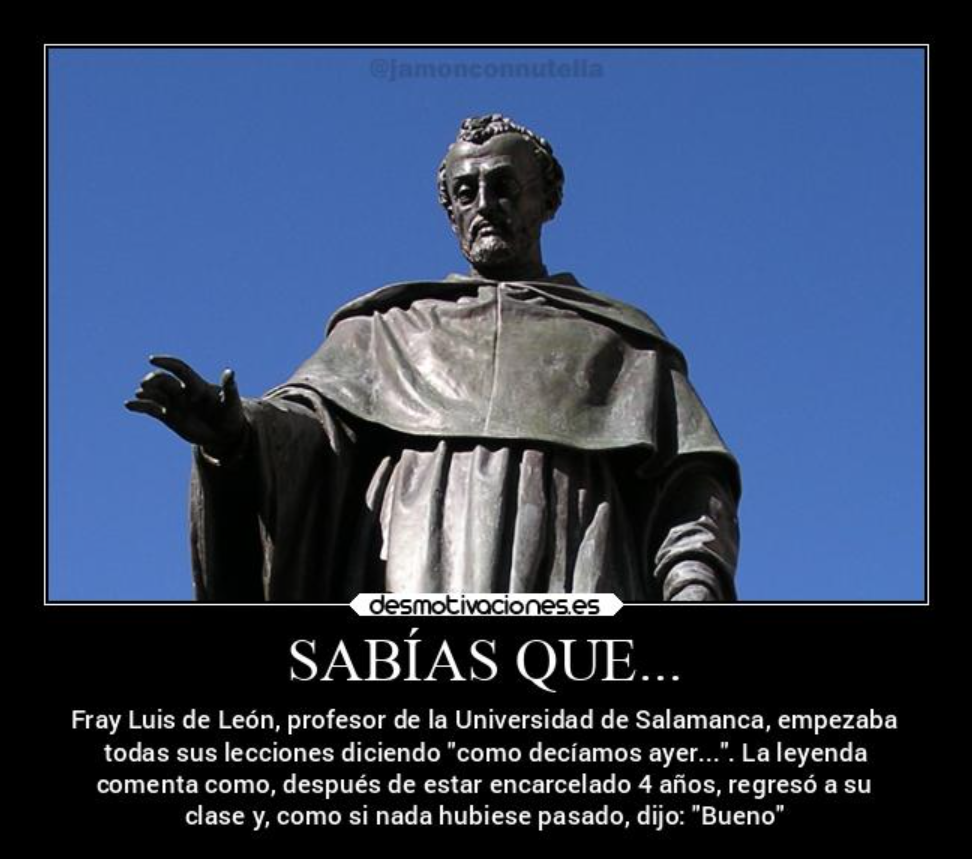 @jamonconnutella
desmotivaciones.es
SABÍAS QUE...
Fray Luis de León, profesor de la Universidad de Salamanca, empezaba
todas sus lecciones diciendo "como decíamos ayer...". La leyenda
comenta como, después de estar encarcelado 4 años, regresó a su
clase y, como si nada hubiese pasado, dijo: "Bueno"